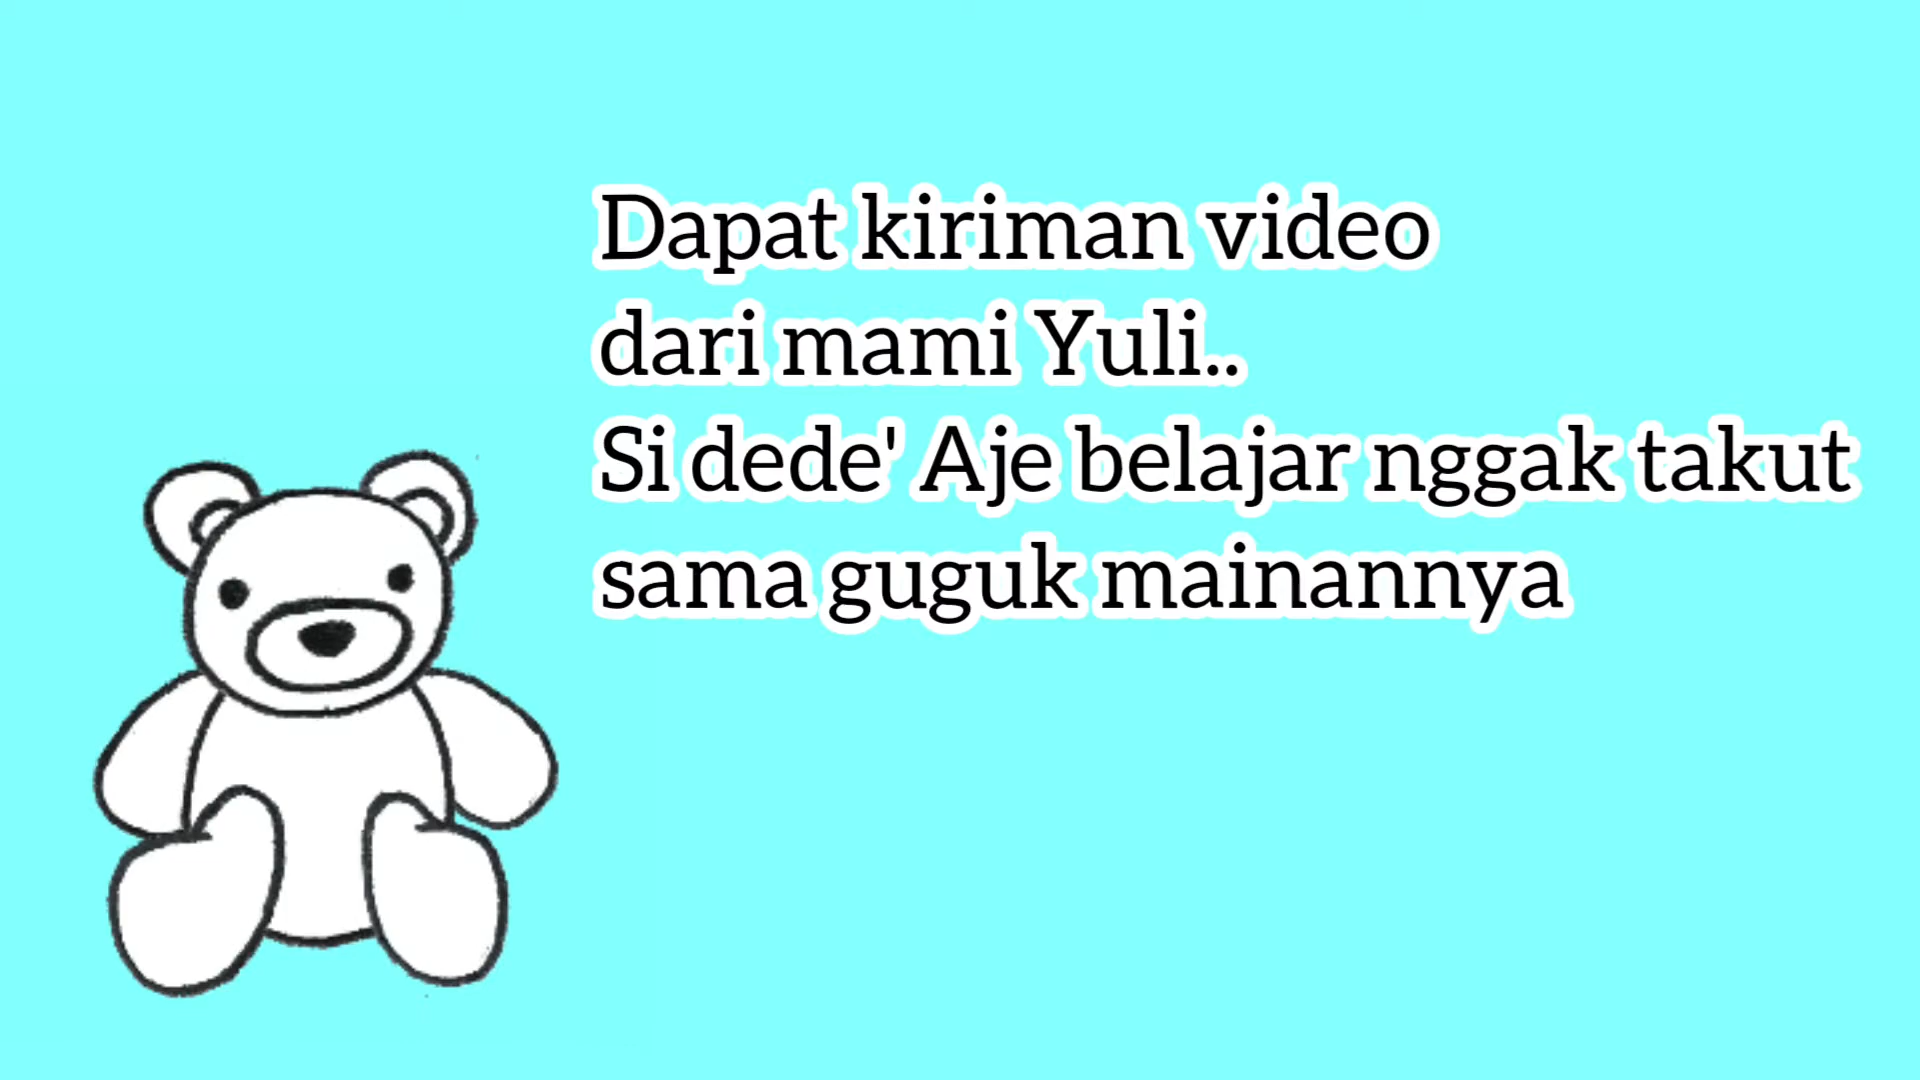 Dapat kiriman video
dari mami Yuli..
Si dede' Aje belajar nggak takut
sama guguk mainannya